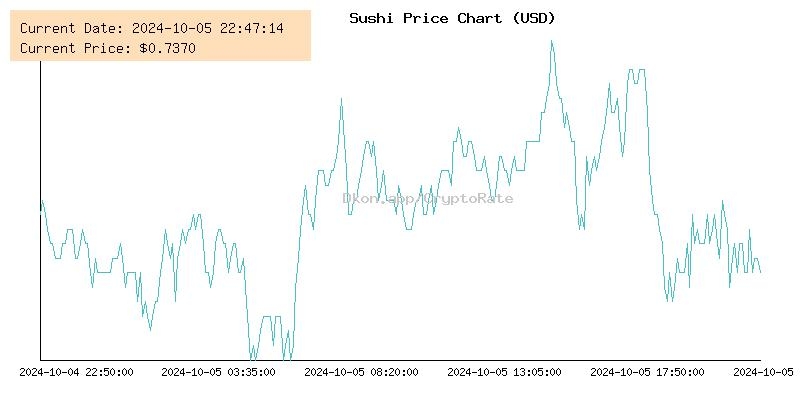 Sushi Price Chart (USD)
Current Date: 2024-10-05 22:47:14
Current Price: $0.7370
Dkon.app/CryptoRate
2024-10-04 22:50:00 2024-10-05 03:35:00 2024-10-05 08:20:00 2024-10-05 13:05:00 2024-10-05 17:50:00 2024-10-05